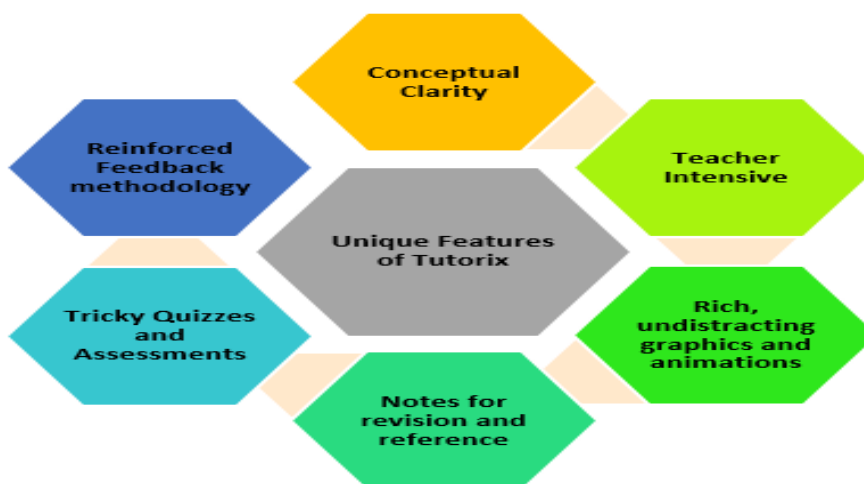 Conceptual
Clarity
Teacher
Intensive
Rich,
undistracting
graphics and
animations
Notes for
revision and
reference
Tricky Quizzes
and
Assessments
Reinforced
Feedback
methodology
Unique Features
of Tutorix